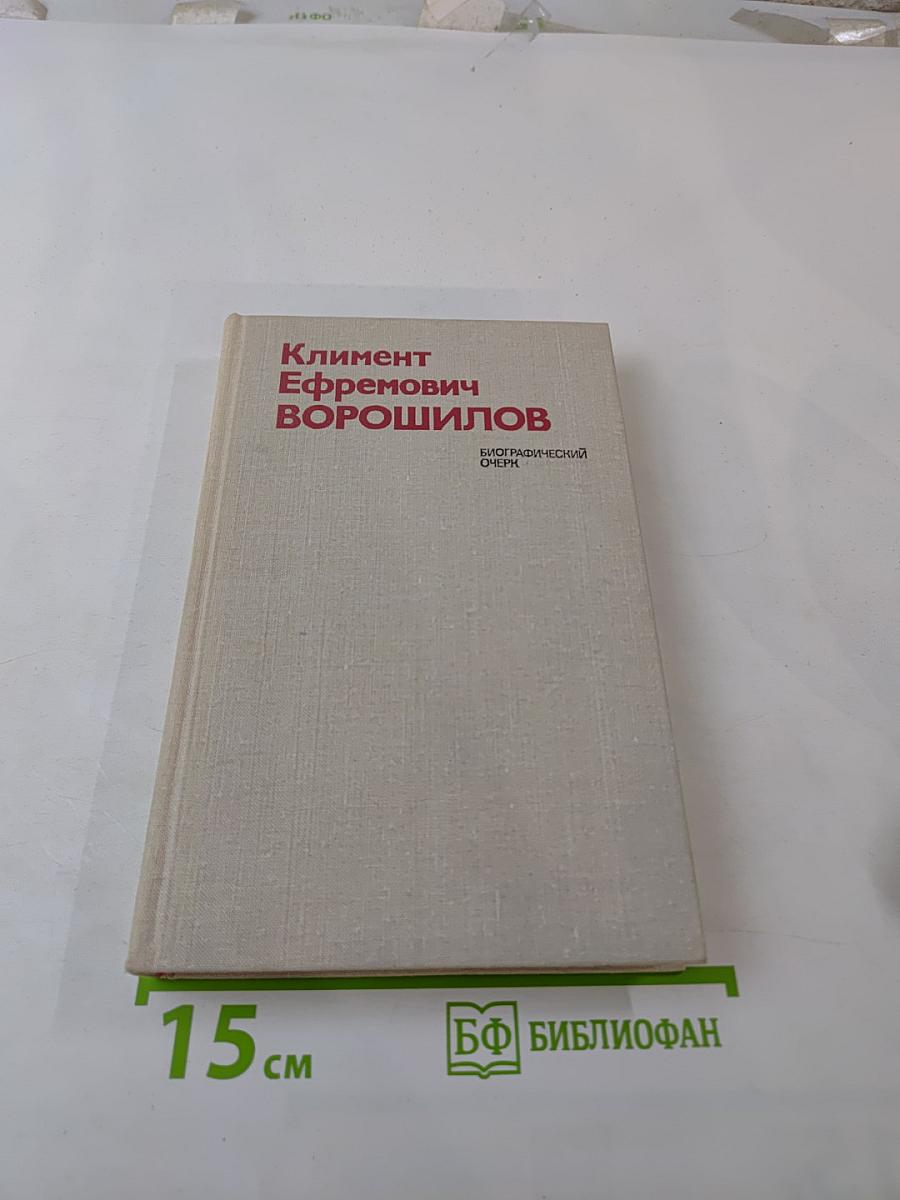 Климент
Ефремович
ВОРОШИЛОВ
БИОГРАФИЧЕСКИЙ
ОЧЕРК
15 см
БФ БИБЛИОФАН